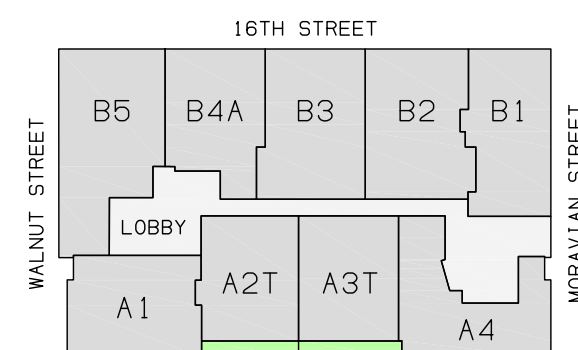 16TH STREET
B5 B4A B3 B2 B1
WALNUT STREET
MORAVIAN STREET
LOBBY
A2T A3T
A1
A4